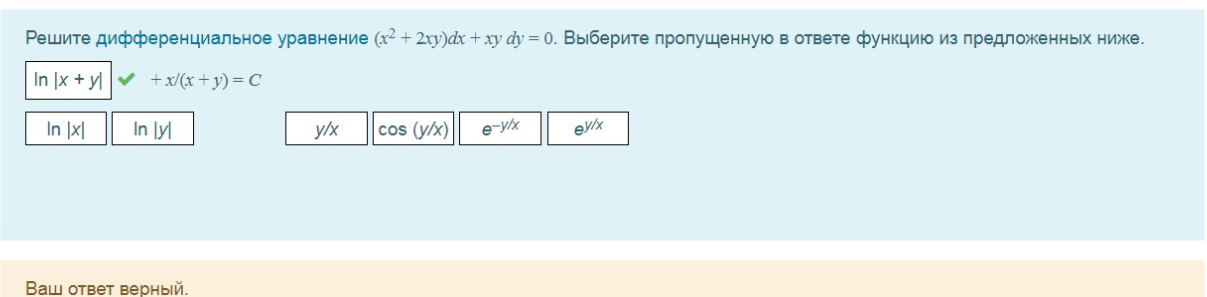 Решите дифференциальное уравнение (x² + 2xy)dx + xy dy = 0. Выберите пропущенную в ответе функцию из предложенных ниже.
ln |x + y| ✔ + x/(x + y) = C
ln |x| ln |y| y/x cos (y/x) e^–y/x e^y/x
Ваш ответ верный.